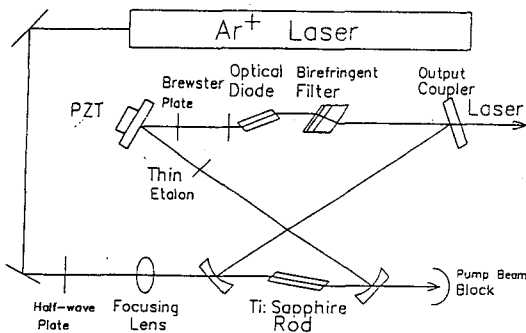 Ar+ Laser
Optical
Diode
Birefringent
Filter
Output
Coupler
Brewster
Plate
PZT
Laser
Thin
Etalon
Half-wave
Plate
Focusing
Lens
Ti: Sapphire
Rod
Pump Beam
Block